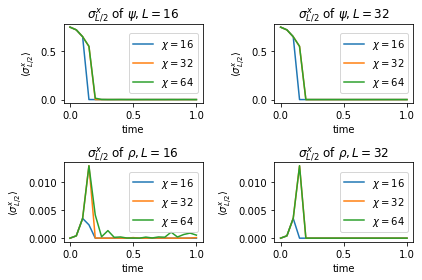 σ^x_{L/2} of ψ, L = 16
⟨σ^x_{L/2}⟩
0.5
0.0
χ = 16
χ = 32
χ = 64
0.0 0.5 1.0
time
σ^x_{L/2} of ψ, L = 32
⟨σ^x_{L/2}⟩
0.5
0.0
χ = 16
χ = 32
χ = 64
0.0 0.5 1.0
time
σ^x_{L/2} of ρ, L = 16
⟨σ^x_{L/2}⟩
0.010
0.005
0.000
χ = 16
χ = 32
χ = 64
0.0 0.5 1.0
time
σ^x_{L/2} of ρ, L = 32
⟨σ^x_{L/2}⟩
0.010
0.005
0.000
χ = 16
χ = 32
χ = 64
0.0 0.5 1.0
time